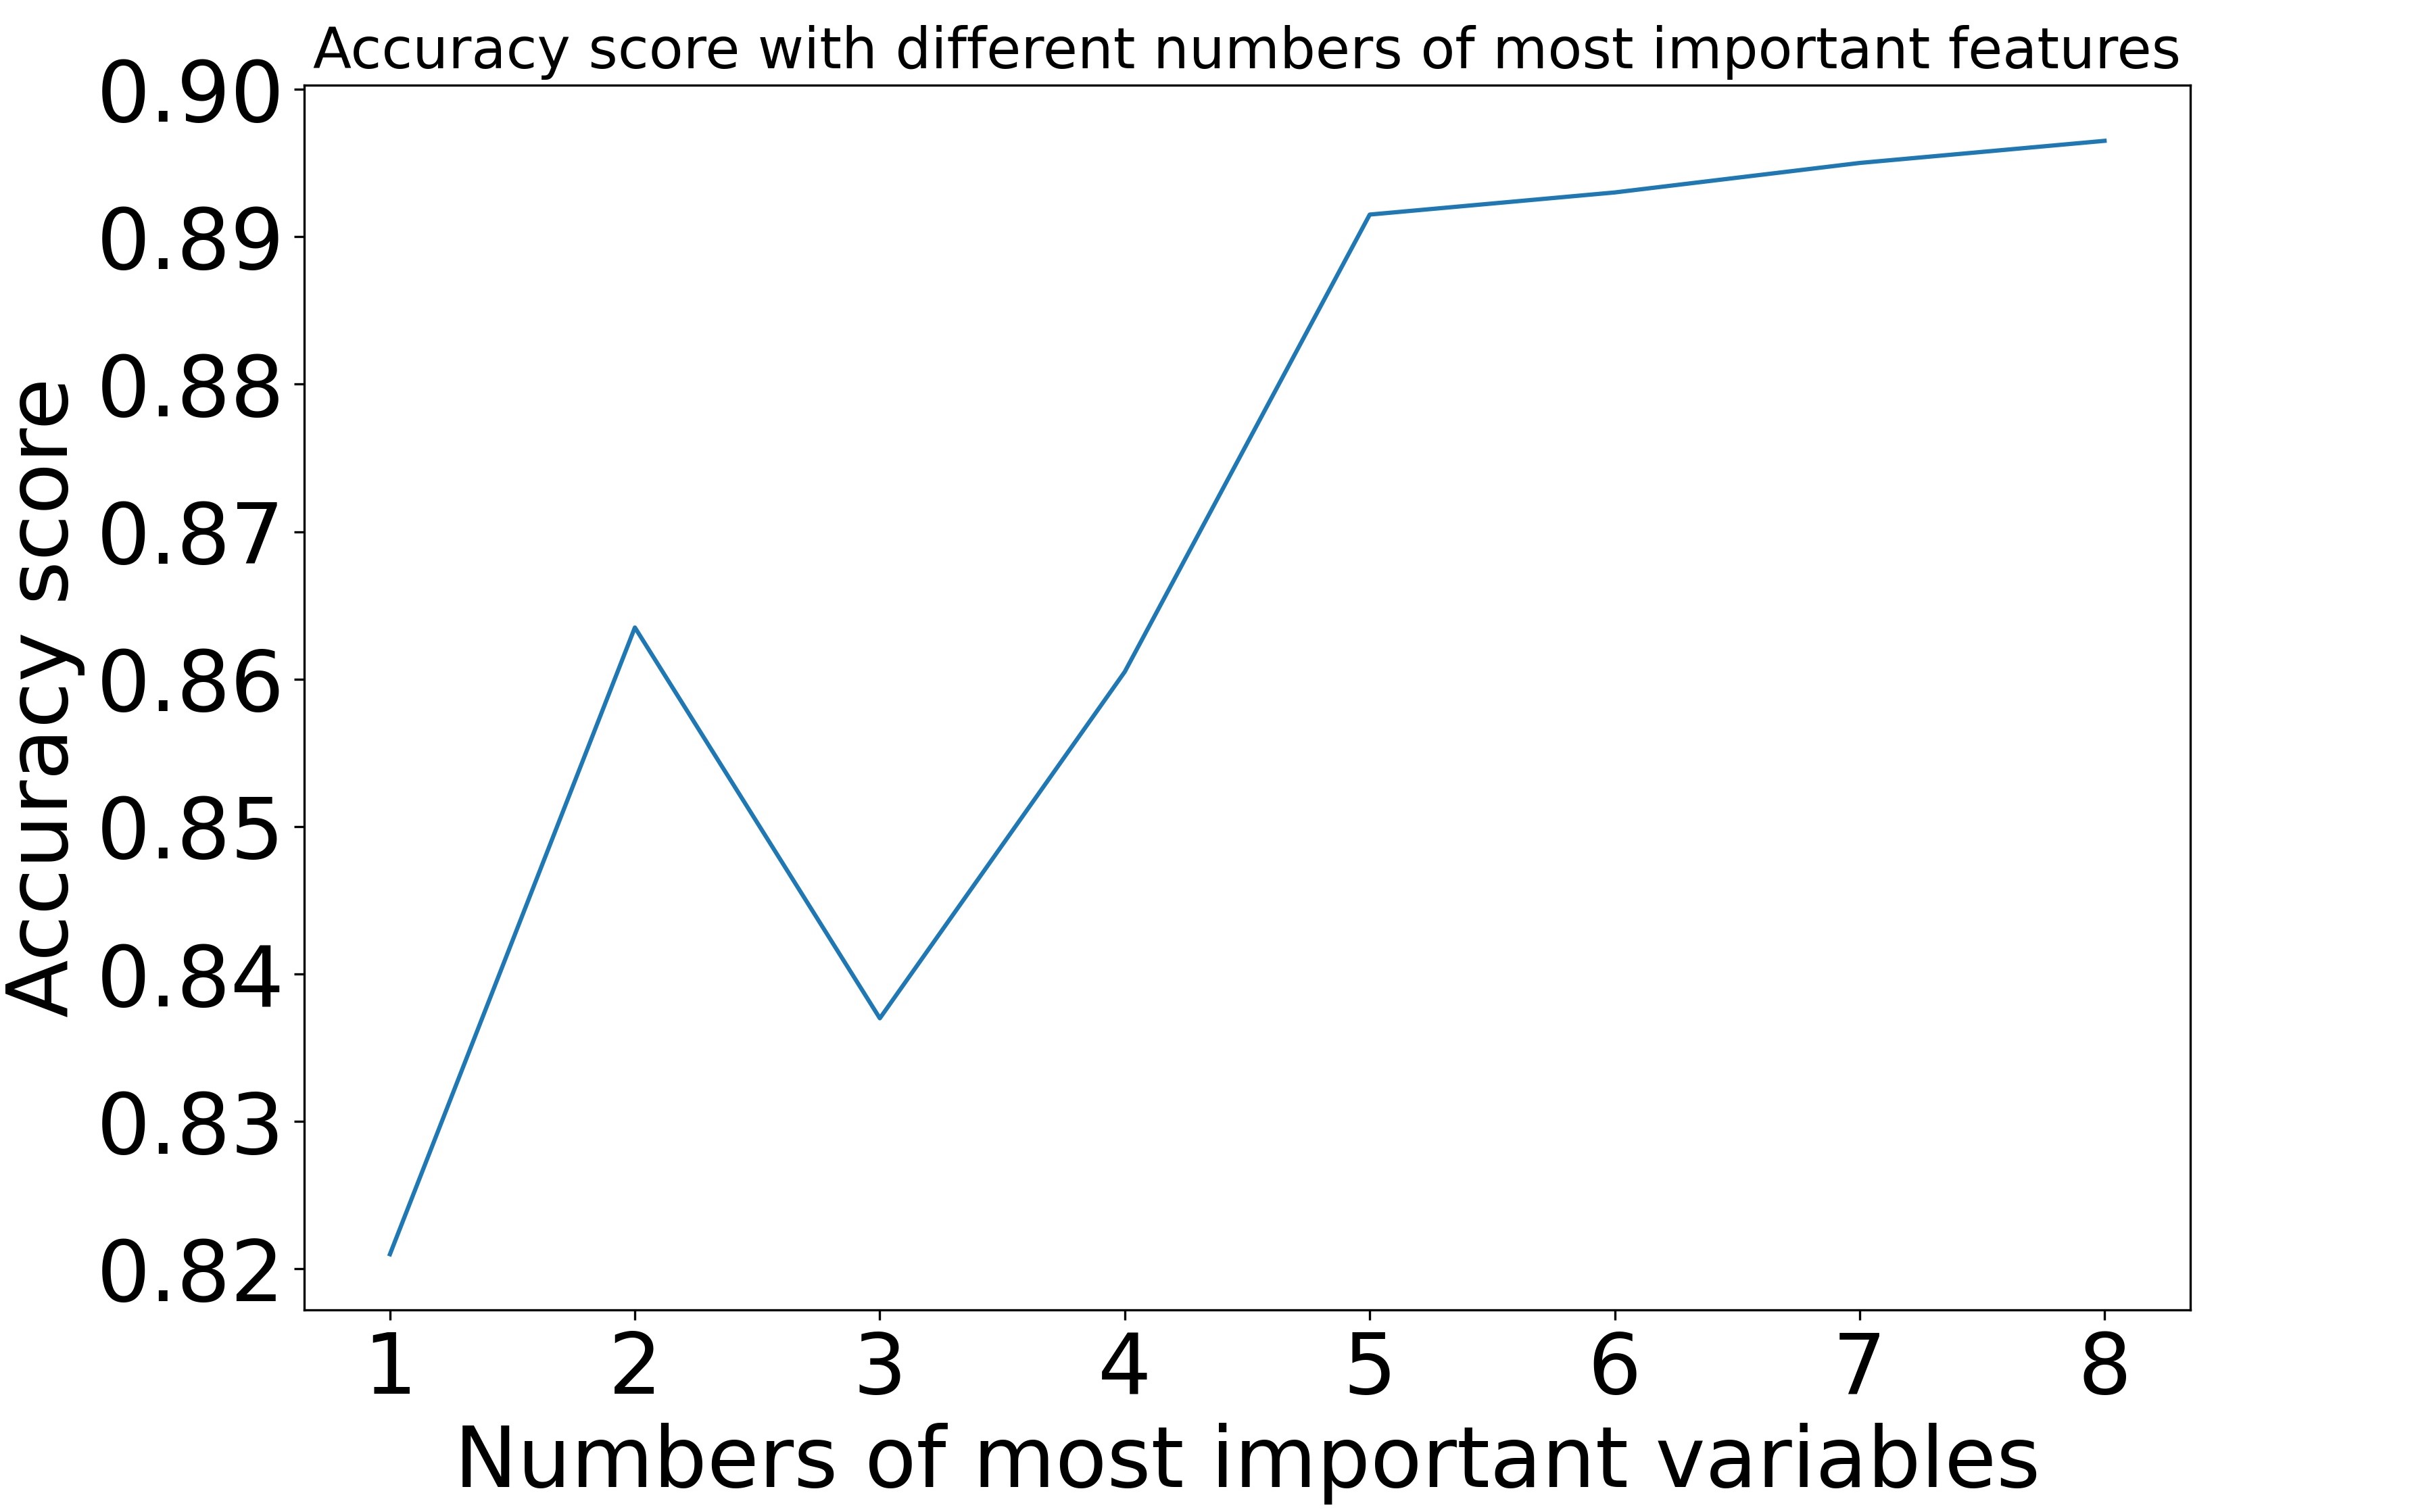 Accuracy score with different numbers of most important features
0.90
0.89
0.88
0.87
0.86
0.85
0.84
0.83
0.82
Accuracy score
1 2 3 4 5 6 7 8
Numbers of most important variables